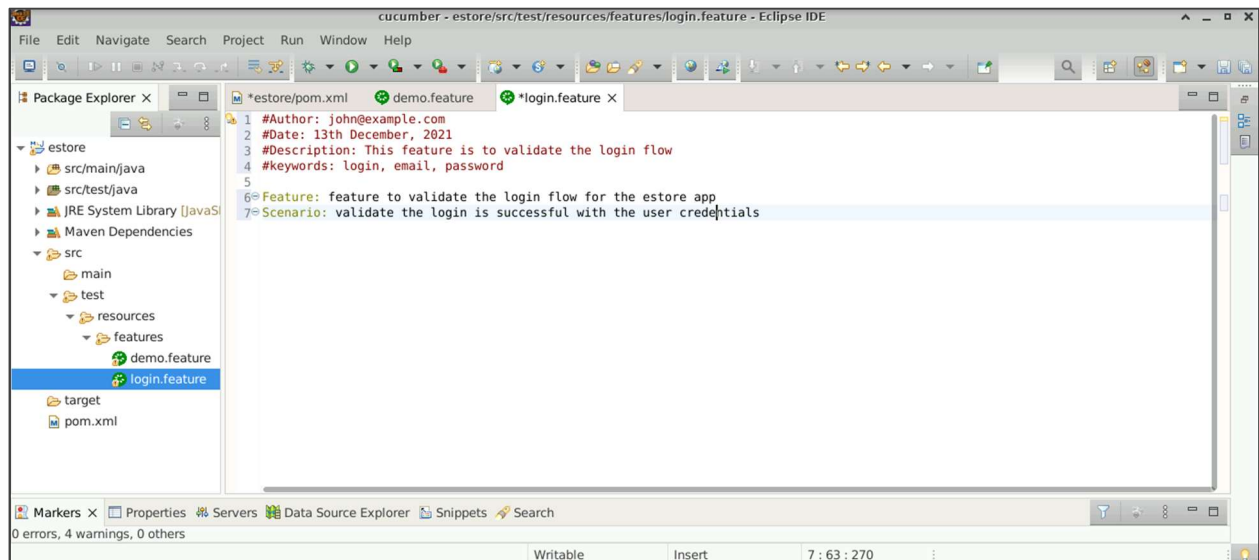 cucumber - estore/src/test/resources/features/login.feature - Eclipse IDE
File Edit Navigate Search Project Run Window Help
Package Explorer
*estore/pom.xml demo.feature *login.feature
estore
src/main/java
src/test/java
JRE System Library [JavaS
Maven Dependencies
src
main
test
resources
features
demo.feature
login.feature
target
pom.xml
1 #Author: john@example.com
2 #Date: 13th December, 2021
3 #Description: This feature is to validate the login flow
4 #keywords: login, email, password
5
6 Feature: feature to validate the login flow for the estore app
7 Scenario: validate the login is successful with the user credentials
Markers Properties Servers Data Source Explorer Snippets Search
0 errors, 4 warnings, 0 others
Writable Insert 7 : 63 : 270